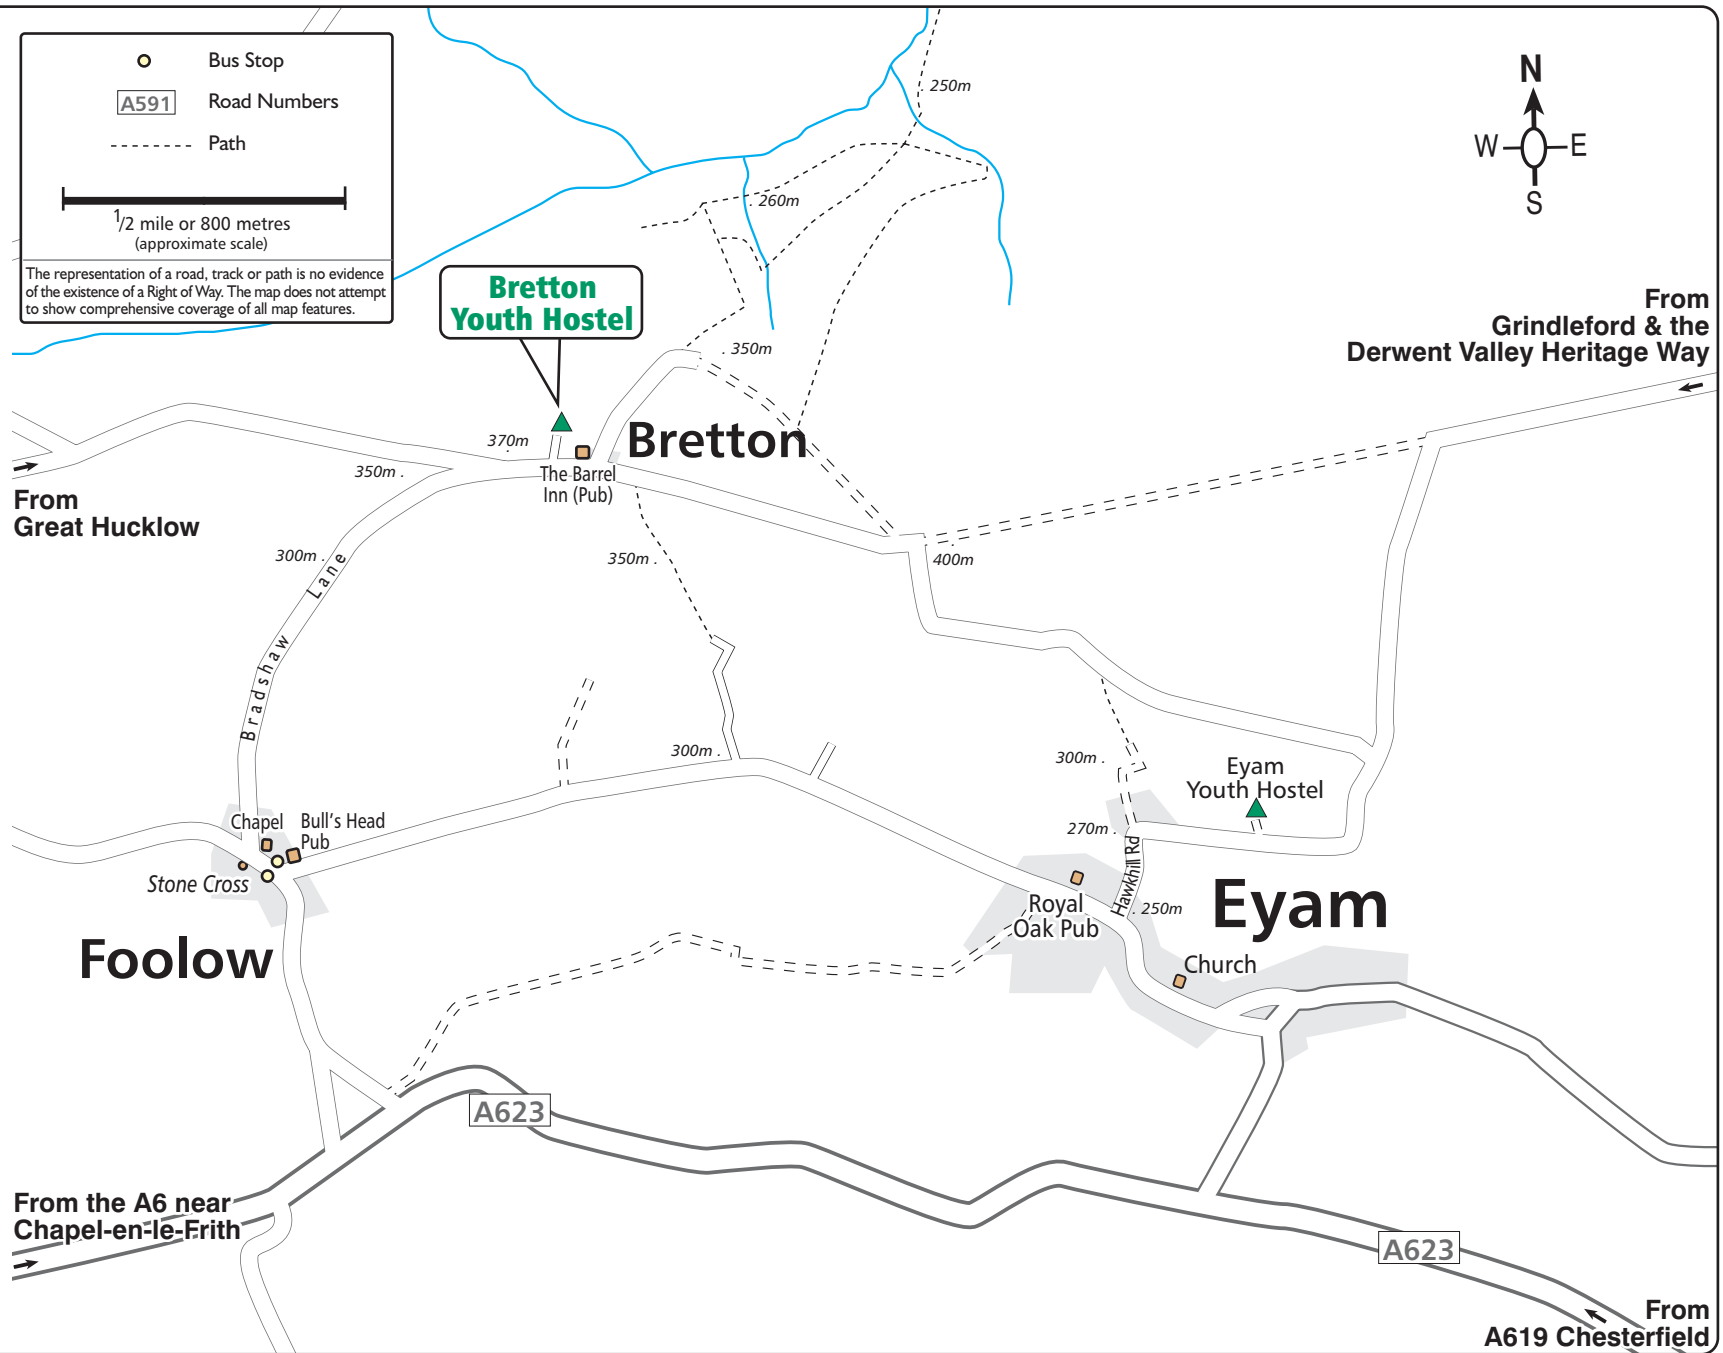 Bus Stop
A591 Road Numbers
Path
1/2 mile or 800 metres
(approximate scale)
The representation of a road, track or path is no evidence
of the existence of a Right of Way. The map does not attempt
to show comprehensive coverage of all map features.
N
W E
S
250m
260m
Bretton
Youth Hostel
From
Grindleford & the
Derwent Valley Heritage Way
350m
370m
Bretton
350m
The Barrel
Inn (Pub)
From
Great Hucklow
300m
350m
400m
Bradshaw Lane
300m
300m
Eyam
Youth Hostel
Chapel
Bull's Head
Pub
270m
Hawkhill Rd
Stone Cross
Royal
Oak Pub
250m
Eyam
Foolow
Church
A623
From the A6 near
Chapel-en-le-Frith
A623
From
A619 Chesterfield